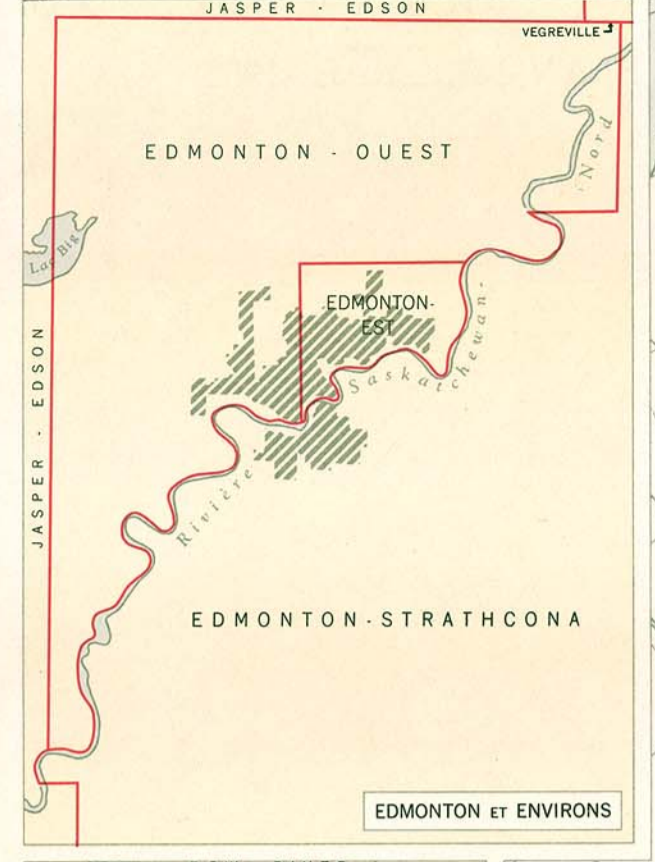 JASPER - EDSON
VEGREVILLE
EDMONTON - OUEST
Nord
Lac Big
EDMONTON-
EST
Saskatchewan-
JASPER - EDSON
Rivière
EDMONTON-STRATHCONA
EDMONTON ET ENVIRONS